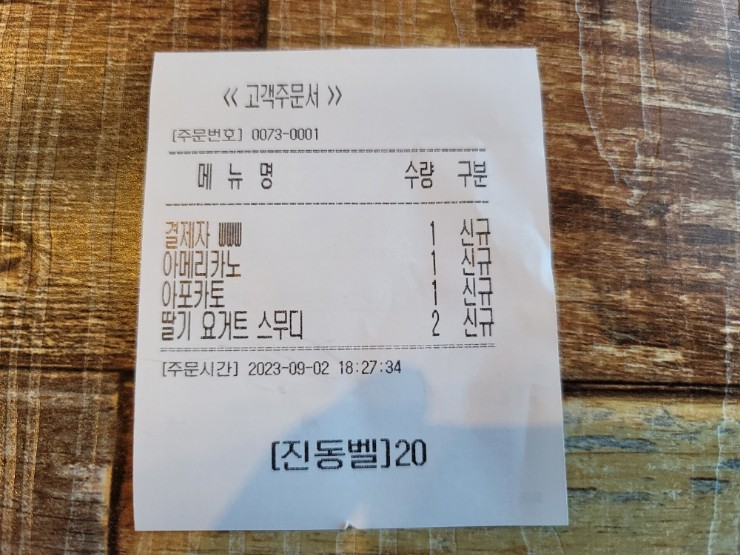 << 고객주문서 >>
[주문번호] 0073-0001
메 뉴 명 수량 구분
결제자 WWW 1 신규
아메리카노 1 신규
아포카토 1 신규
딸기 요거트 스무디 2 신규
[주문시간] 2023-09-02 18:27:34
[진동벨]20